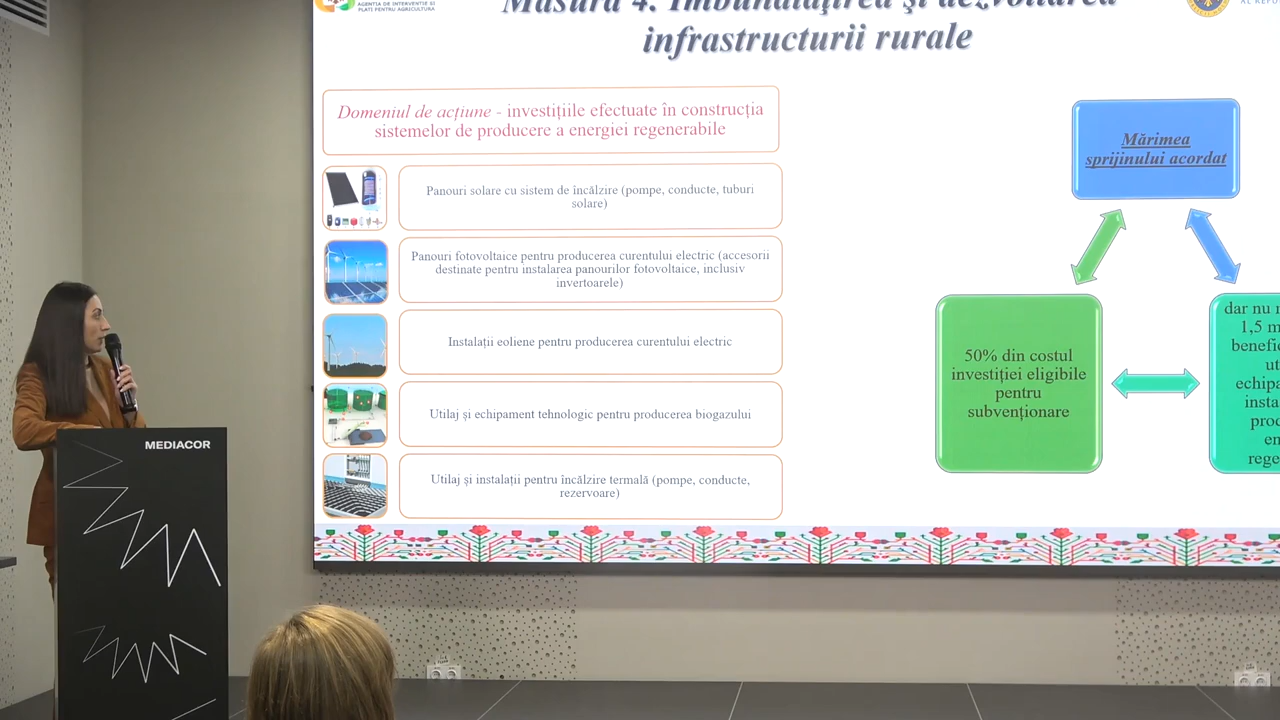 AGENȚIA DE INTERVENȚIE ȘI
PLĂȚI PENTRU AGRICULTURĂ
Măsura 4. Îmbunătățirea și dezvoltarea
infrastructurii rurale
Domeniul de acțiune - investițiile efectuate în construcția
sistemelor de producere a energiei regenerabile
Panouri solare cu sistem de încălzire (pompe, conducte, tuburi
solare)
Panouri fotovoltaice pentru producerea curentului electric (accesorii
destinate pentru instalarea panourilor fotovoltaice, inclusiv
invertoarele)
Instalații eoliene pentru producerea curentului electric
Utilaj și echipament tehnologic pentru producerea biogazului
Utilaj și instalații pentru încălzire termală (pompe, conducte,
rezervoare)
Mărimea
sprijinului acordat
50% din costul
investiției eligibile
pentru
subvenționare
dar nu
1,5
MEDIACOR